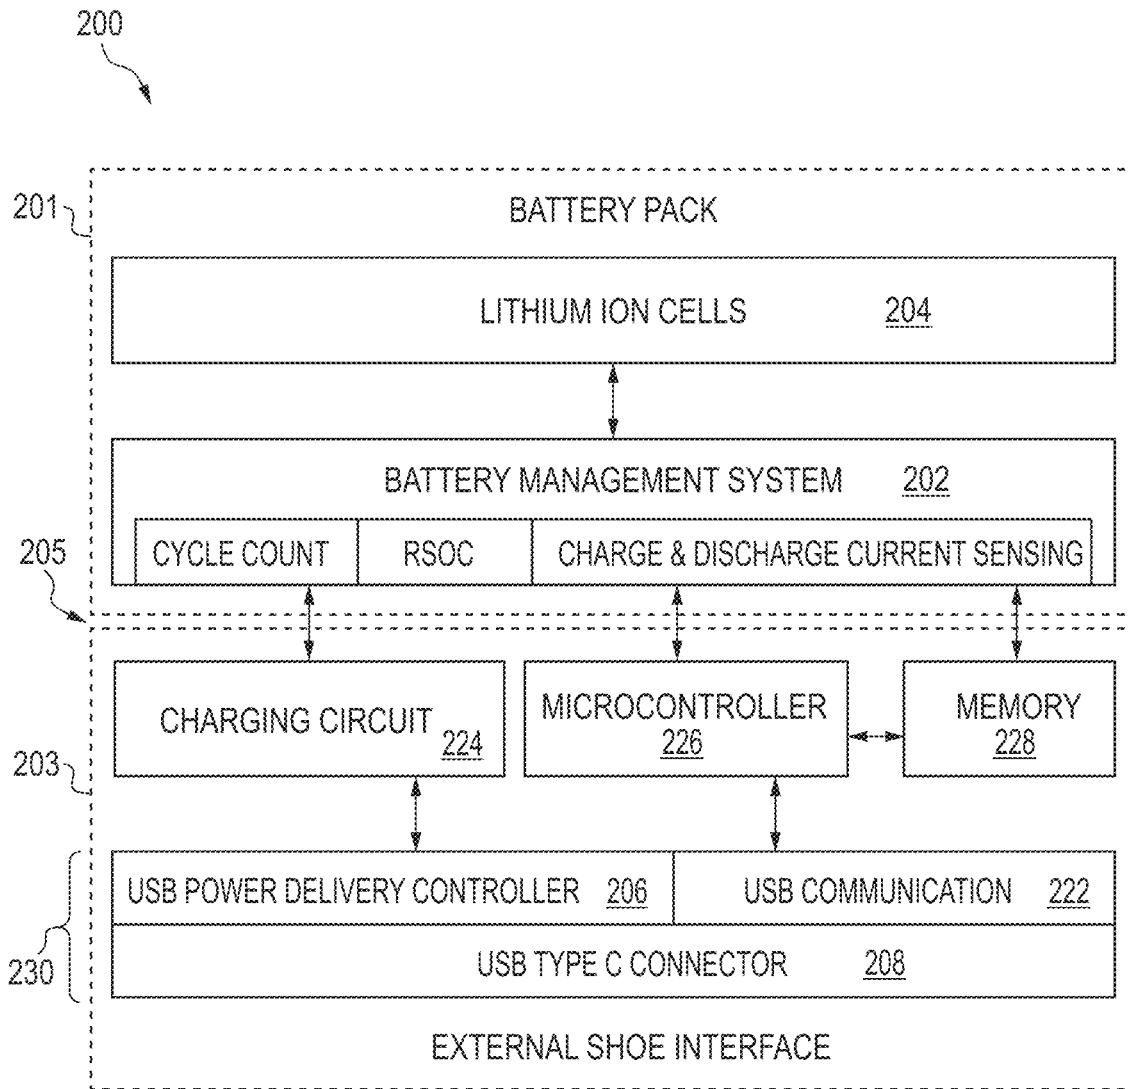 200
201
BATTERY PACK
LITHIUM ION CELLS 204
BATTERY MANAGEMENT SYSTEM 202
CYCLE COUNT RSOC CHARGE & DISCHARGE CURRENT SENSING
205
CHARGING CIRCUIT 224
MICROCONTROLLER
226
MEMORY
228
203
USB POWER DELIVERY CONTROLLER 206 USB COMMUNICATION 222
USB TYPE C CONNECTOR 208
230
EXTERNAL SHOE INTERFACE